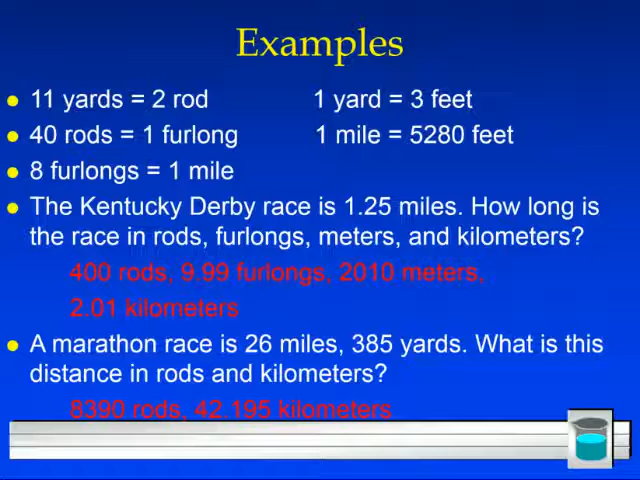 Examples
11 yards = 2 rod 1 yard = 3 feet
40 rods = 1 furlong 1 mile = 5280 feet
8 furlongs = 1 mile
The Kentucky Derby race is 1.25 miles. How long is
the race in rods, furlongs, meters, and kilometers?
400 rods, 9.99 furlongs, 2010 meters,
2.01 kilometers
A marathon race is 26 miles, 385 yards. What is this
distance in rods and kilometers?
8390 rods, 42.195 kilometers